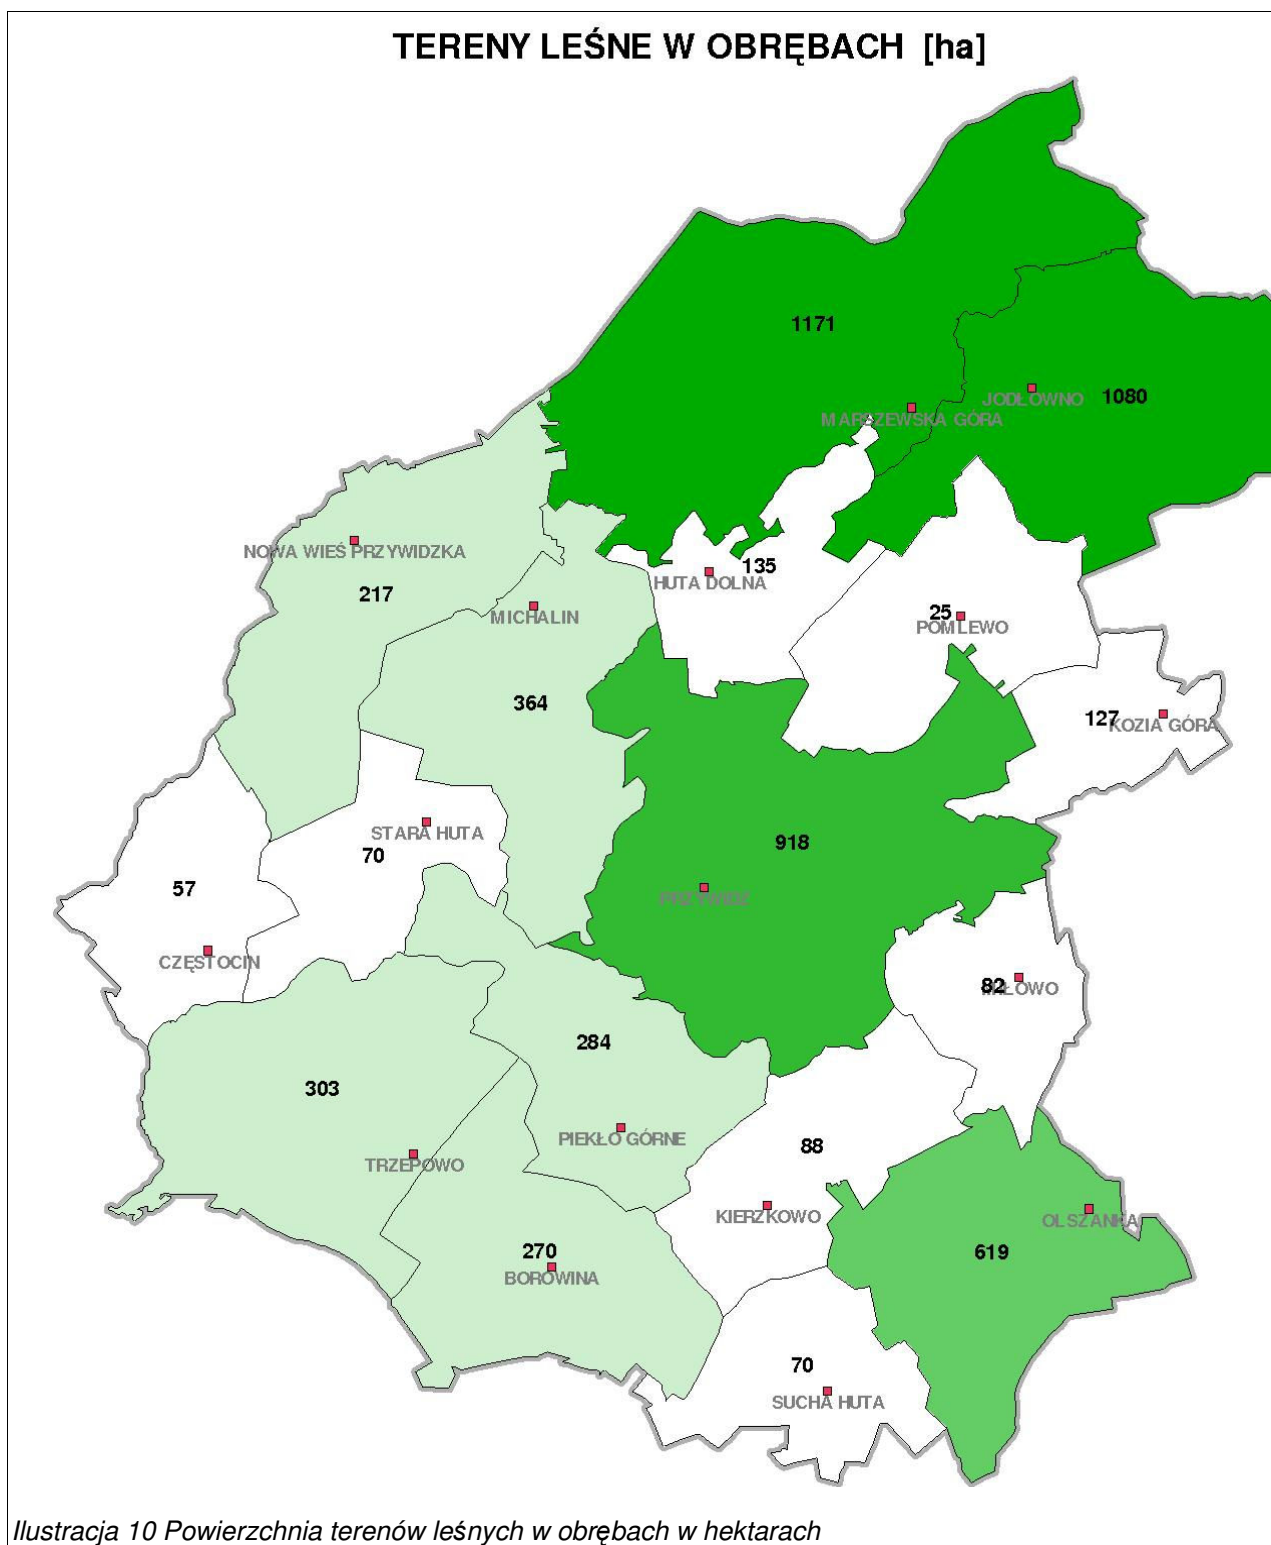 TERENY LEŚNE W OBRĘBACH [ha]
1171
JODŁOWNO
1080
MARSZEWSKA GÓRA
NOWA WIEŚ PRZYWIDZKA
217
HUTA DOLNA
135
MICHALIN
25
POMLEWO
364
127
KOZIA GÓRA
STARA HUTA
70
918
57
PRZYWIDZ
CZĘSTOCIN
82
MIŁOWO
284
303
PIEKŁO GÓRNE
88
TRZEPOWO
KIERZKOWO
OLSZANKA
619
270
BOROWINA
70
SUCHA HUTA
Ilustracja 10 Powierzchnia terenów leśnych w obrębach w hektarach